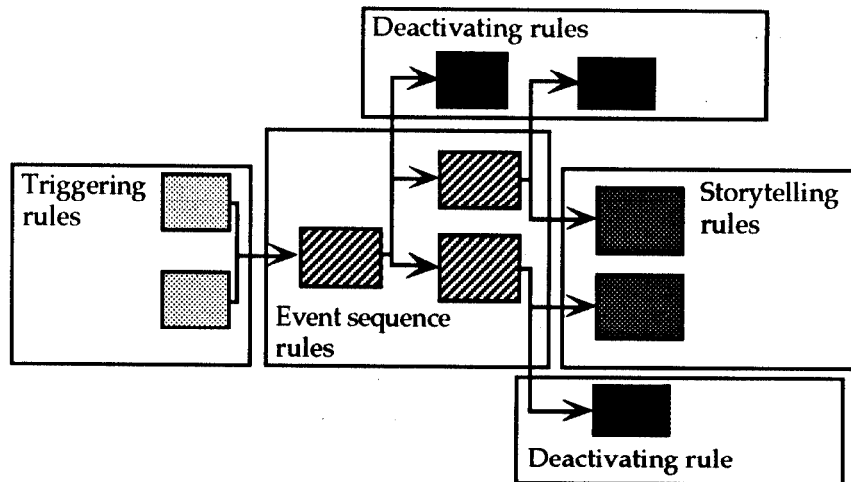 Deactivating rules
Triggering
rules
Storytelling
rules
Event sequence
rules
Deactivating rule